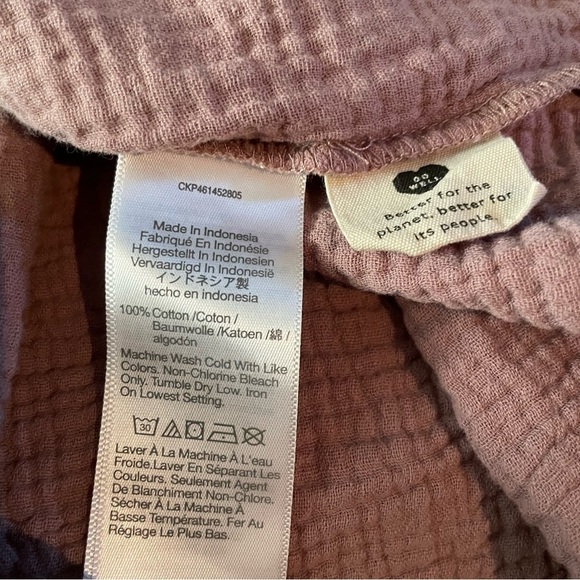 CKP461452805
Made In Indonesia
Fabriqué En Indonésie
Hergestellt In Indonesien
Vervaardigd In Indonesië
インドネシア製
hecho en indonesia
100% Cotton /Coton /
Baumwolle /Katoen /綿 /
algodón
Machine Wash Cold With Like
Colors. Non-Chlorine Bleach
Only. Tumble Dry Low. Iron
On Lowest Setting.
30
Laver À La Machine À L'eau
Froide.Laver En Séparant Les
Couleurs. Seulement Agent
De Blanchiment Non-Chlore.
Sécher À La Machine À
Basse Température. Fer Au
Réglage Le Plus Bas.
DO
WELL
Better for the
planet, better for
its people